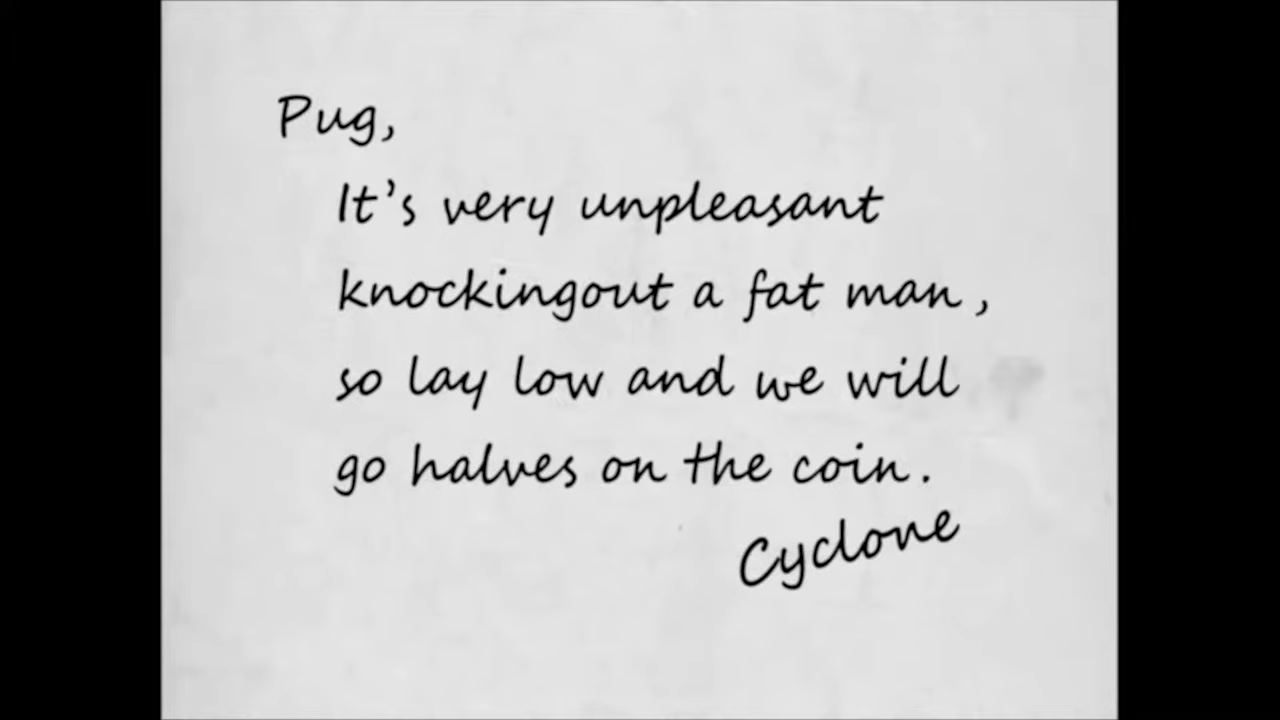 Pug,
It's very unpleasant
knockingout a fat man,
so lay low and we will
go halves on the coin.
Cyclone